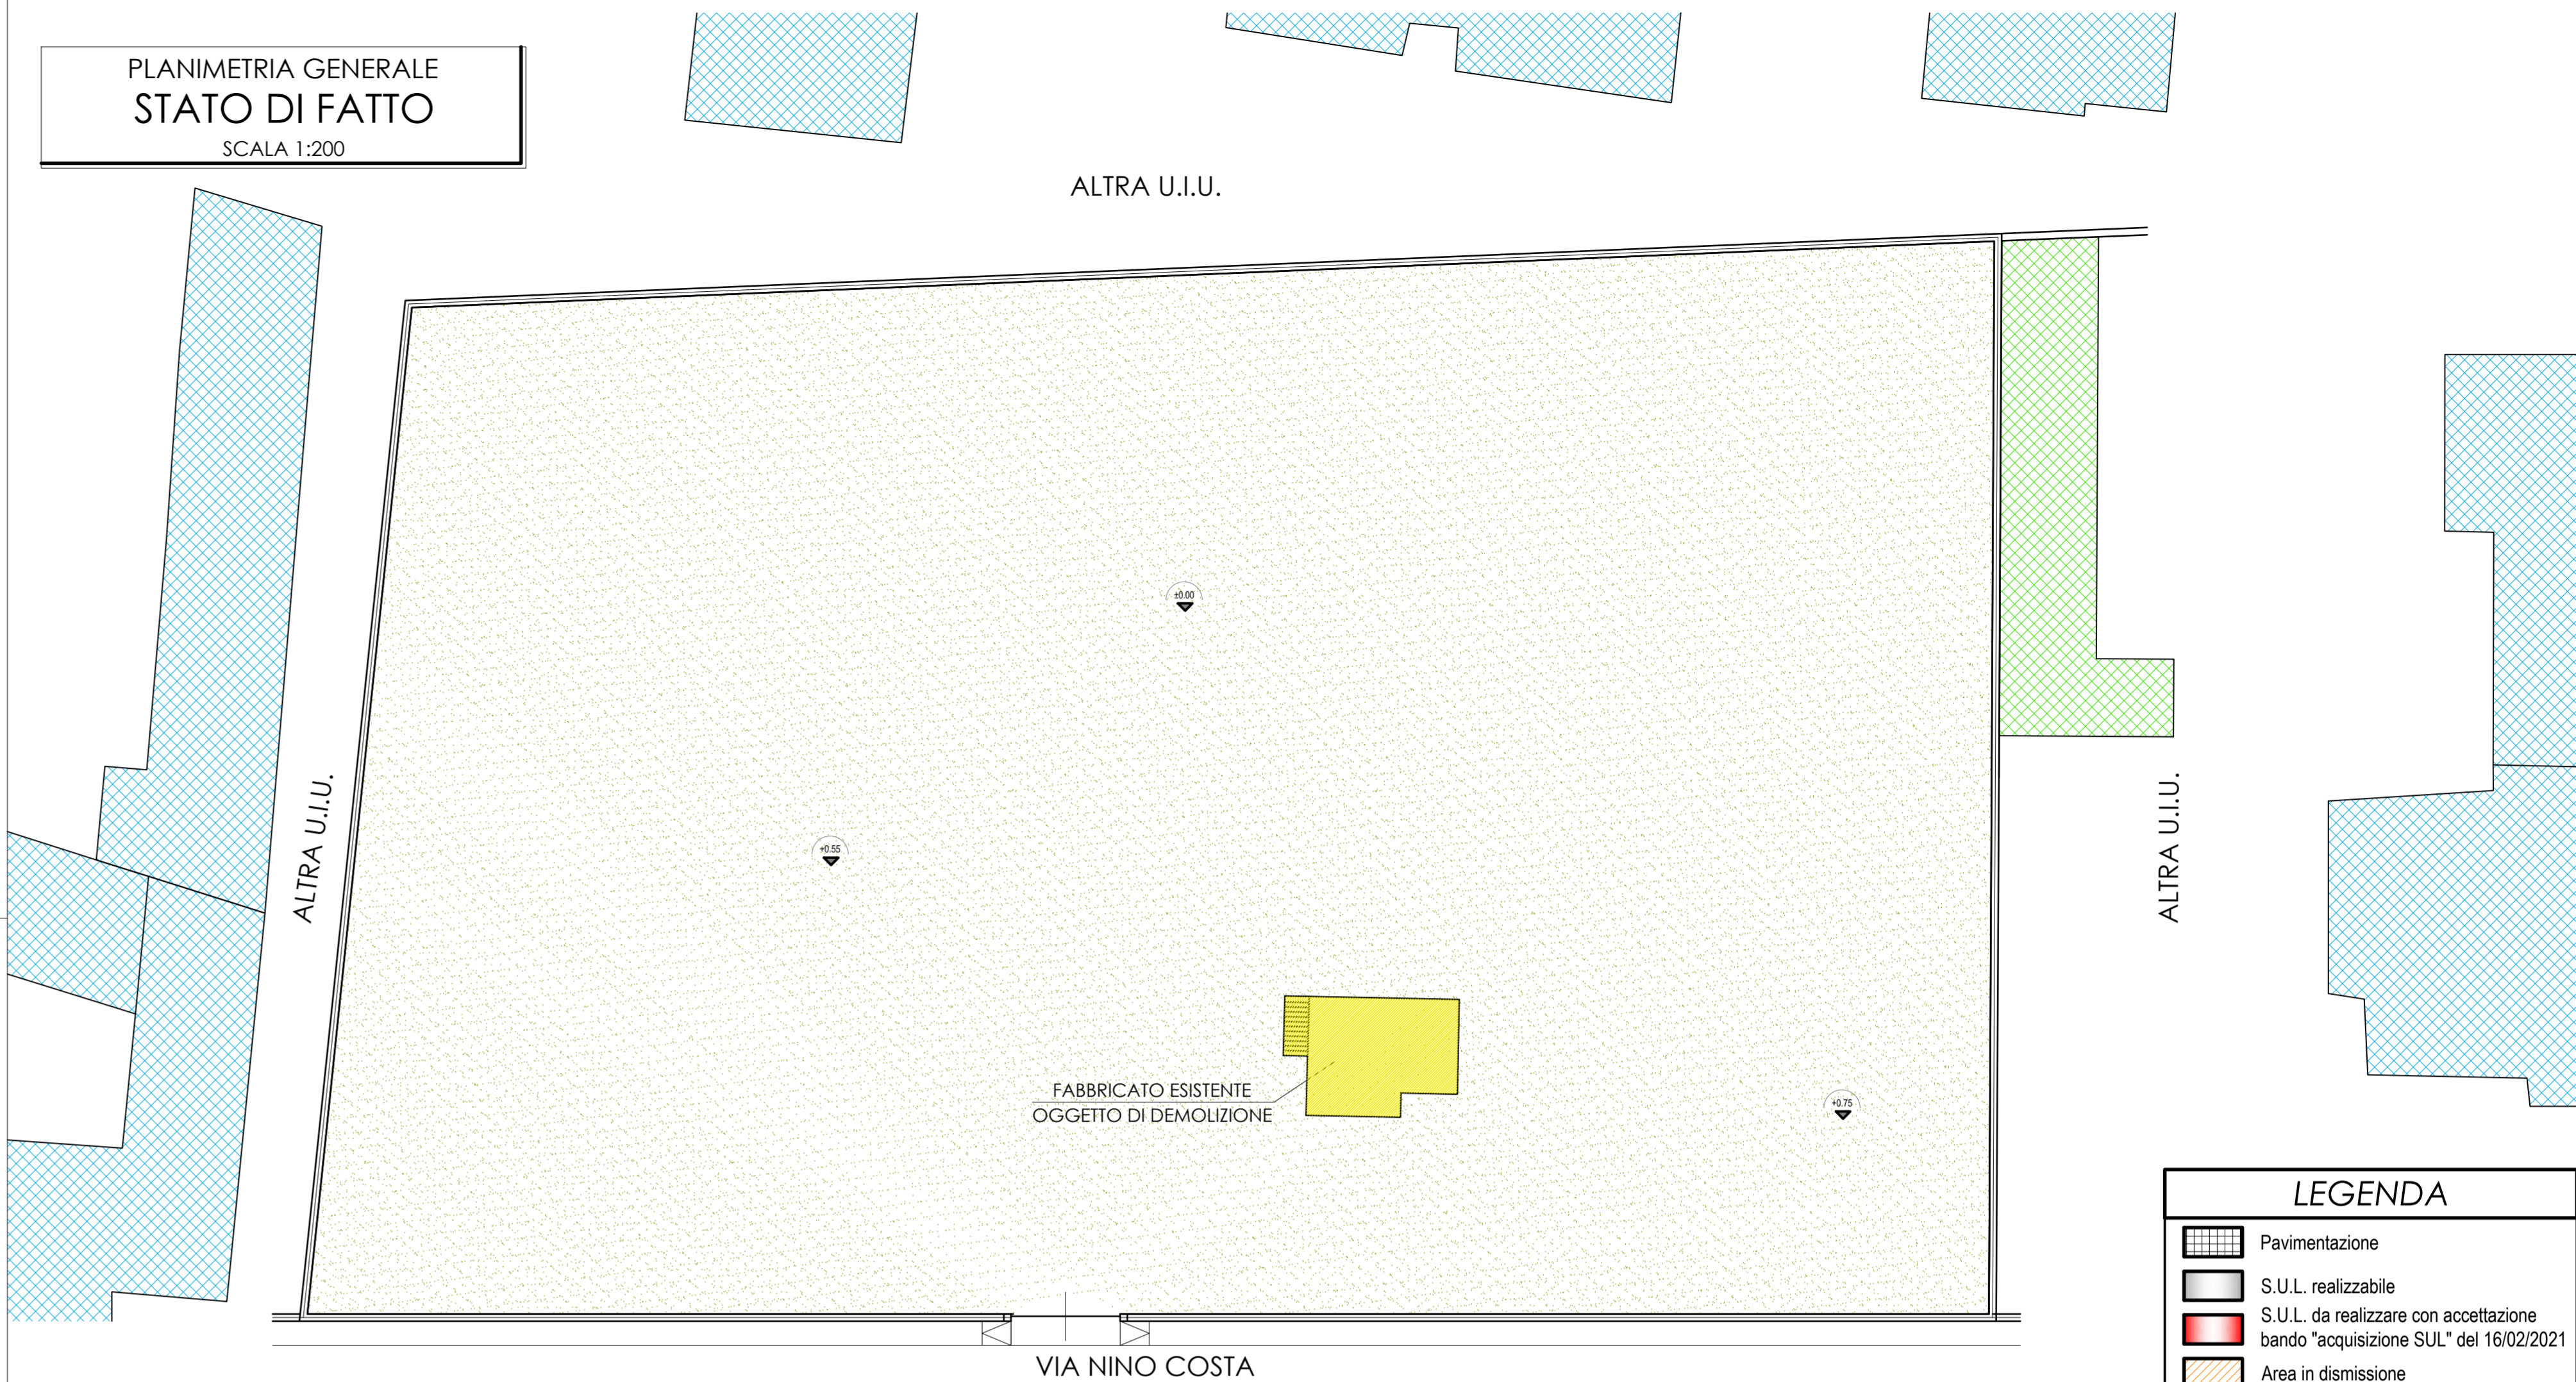 PLANIMETRIA GENERALE
STATO DI FATTO
SCALA 1:200
ALTRA U.I.U.
±0.00
ALTRA U.I.U.
+0.55
ALTRA U.I.U.
FABBRICATO ESISTENTE
OGGETTO DI DEMOLIZIONE
+0.75
VIA NINO COSTA
LEGENDA
Pavimentazione
S.U.L. realizzabile
S.U.L. da realizzare con accettazione
bando "acquisizione SUL" del 16/02/2021
Area in dismissione